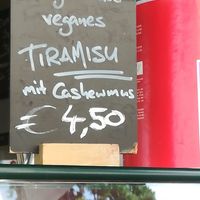 veganes
TIRAMISU
mit Cashewmus
€ 4,50